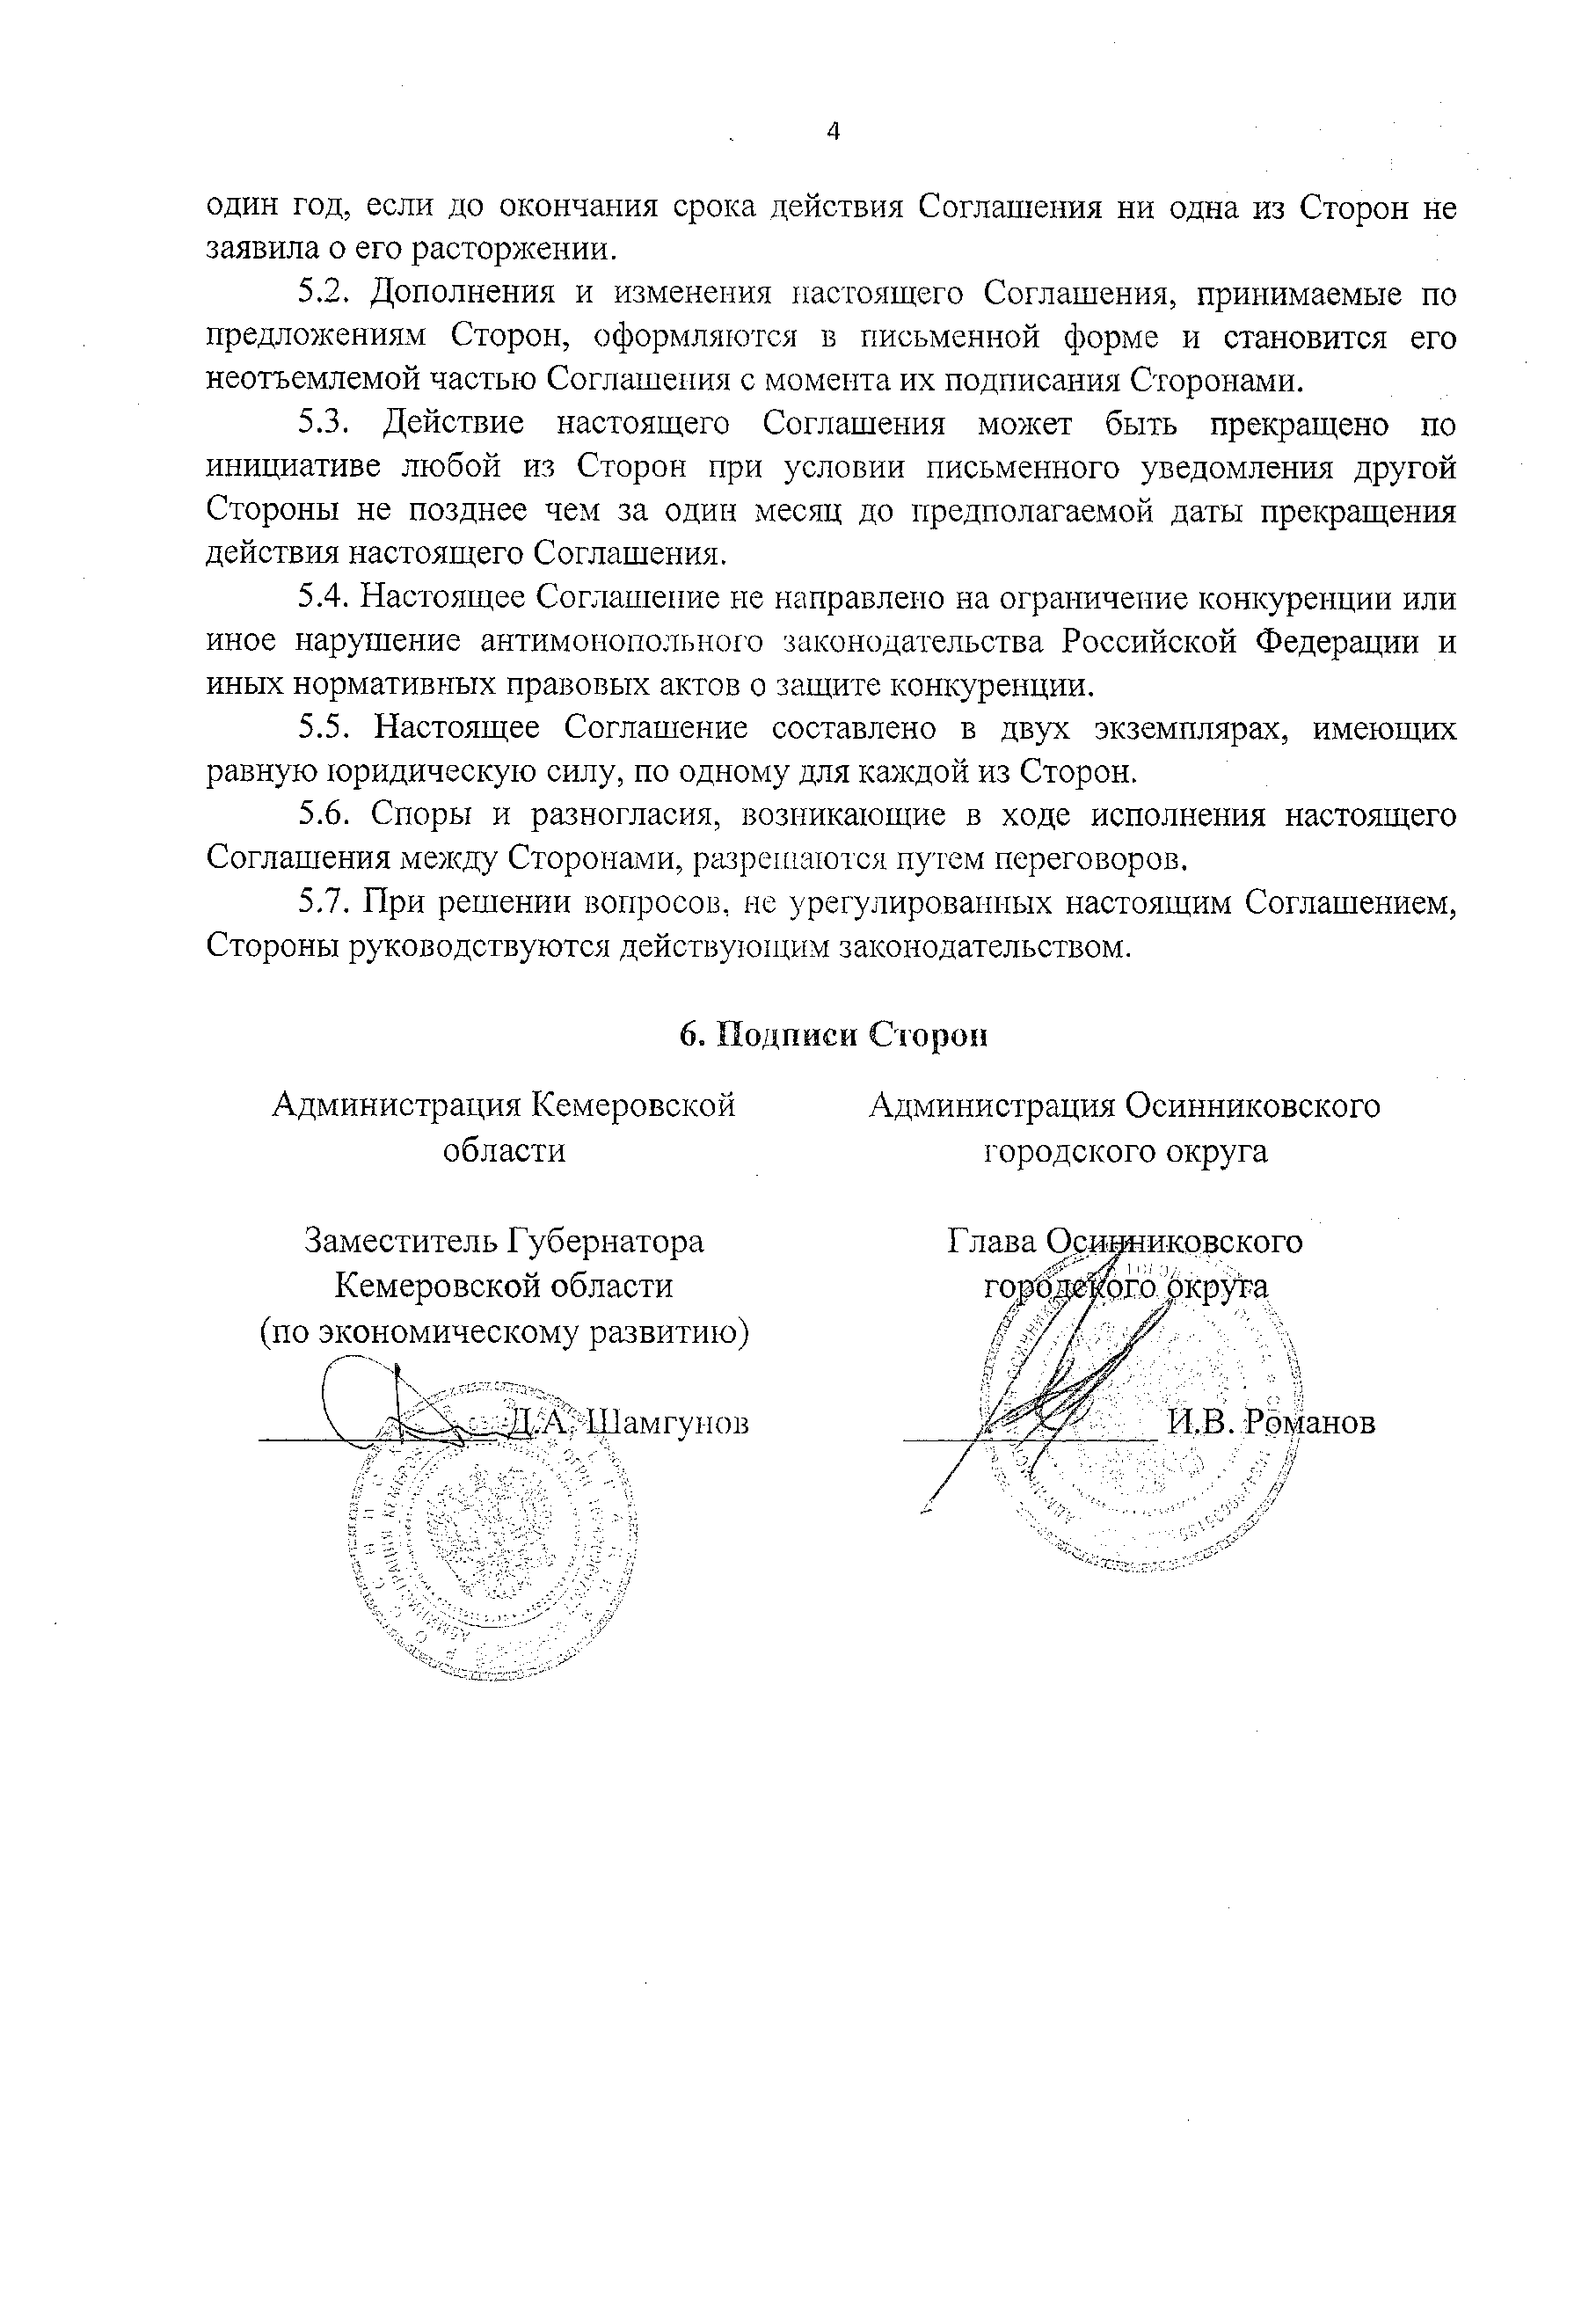 4
один год, если до окончания срока действия Соглашения ни одна из Сторон не
заявила о его расторжении.
5.2. Дополнения и изменения настоящего Соглашения, принимаемые по
предложениям Сторон, оформляются в письменной форме и становится его
неотъемлемой частью Соглашения с момента их подписания Сторонами.
5.3. Действие настоящего Соглашения может быть прекращено по
инициативе любой из Сторон при условии письменного уведомления другой
Стороны не позднее чем за один месяц до предполагаемой даты прекращения
действия настоящего Соглашения.
5.4. Настоящее Соглашение не направлено на ограничение конкуренции или
иное нарушение антимонопольного законодательства Российской Федерации и
иных нормативных правовых актов о защите конкуренции.
5.5. Настоящее Соглашение составлено в двух экземплярах, имеющих
равную юридическую силу, по одному для каждой из Сторон.
5.6. Споры и разногласия, возникающие в ходе исполнения настоящего
Соглашения между Сторонами, разрешаются путем переговоров.
5.7. При решении вопросов, не урегулированных настоящим Соглашением,
Стороны руководствуются действующим законодательством.
6. Подписи Сторон
Администрация Кемеровской
области
Заместитель Губернатора
Кемеровской области
(по экономическому развитию)
Д.А. Шамгунов
Администрация Осинниковского
городского округа
Глава Осинниковского
городского округа
И.В. Романов